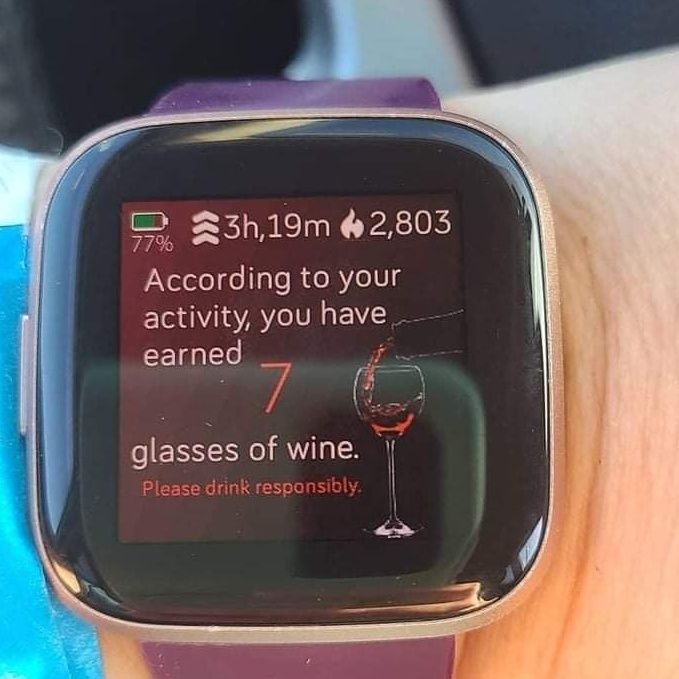 77%
3h,19m 2,803
According to your
activity, you have
earned
7
glasses of wine.
Please drink responsibly.